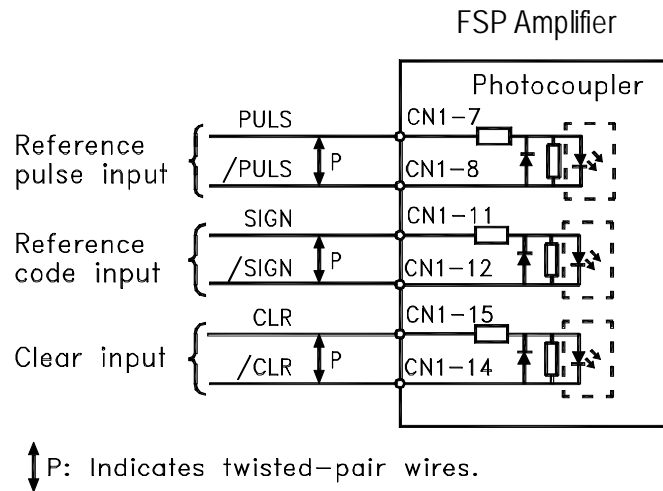 FSP Amplifier
Photocoupler
PULS
CN1-7
Reference
pulse input
P
/PULS
CN1-8
SIGN
CN1-11
Reference
code input
P
/SIGN
CN1-12
CLR
CN1-15
Clear input
P
/CLR
CN1-14
P: Indicates twisted-pair wires.